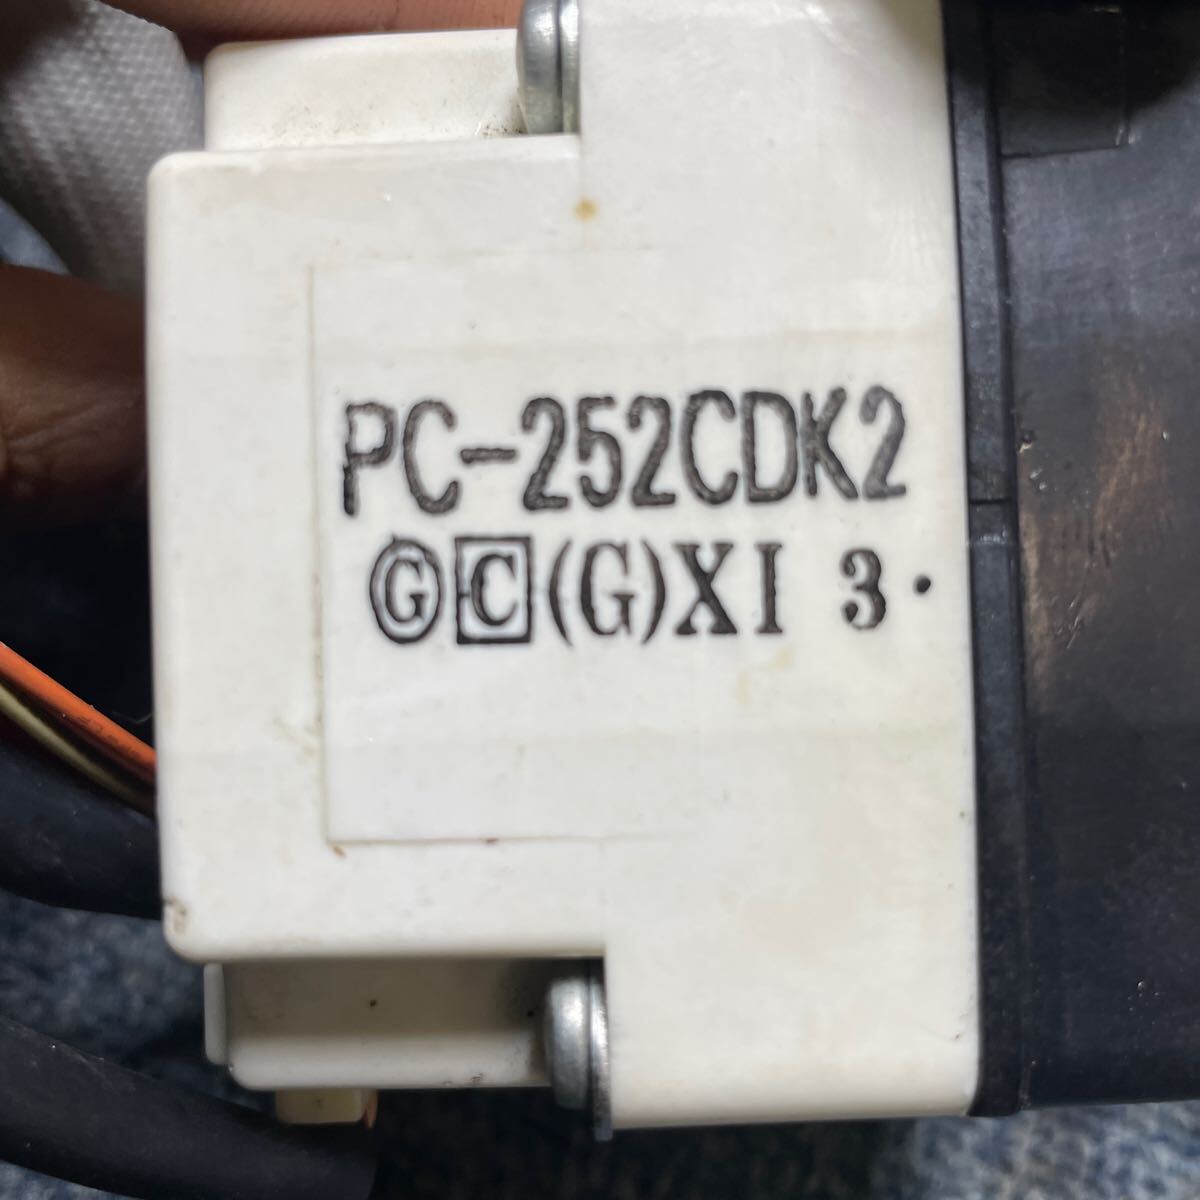 PC-252CDK2
Ⓖ🄲(G)XI 3・